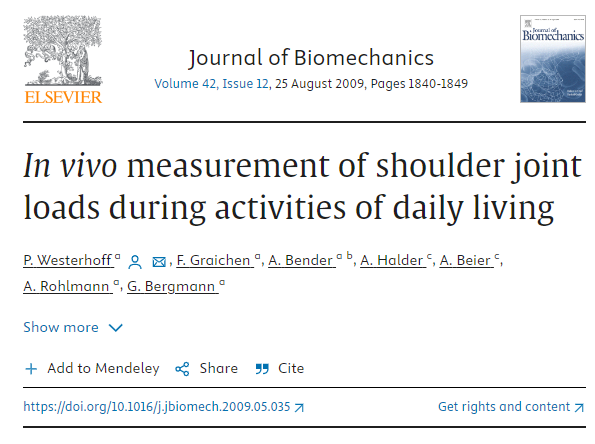 Journal of Biomechanics
Volume 42, Issue 12, 25 August 2009, Pages 1840-1849
ELSEVIER
Journal of
Biomechanics
In vivo measurement of shoulder joint
loads during activities of daily living
P. Westerhoff a, F. Graichen a, A. Bender a b, A. Halder c, A. Beier c,
A. Rohlmann a, G. Bergmann a
Show more
+ Add to Mendeley Share Cite
https://doi.org/10.1016/j.jbiomech.2009.05.035 Get rights and content